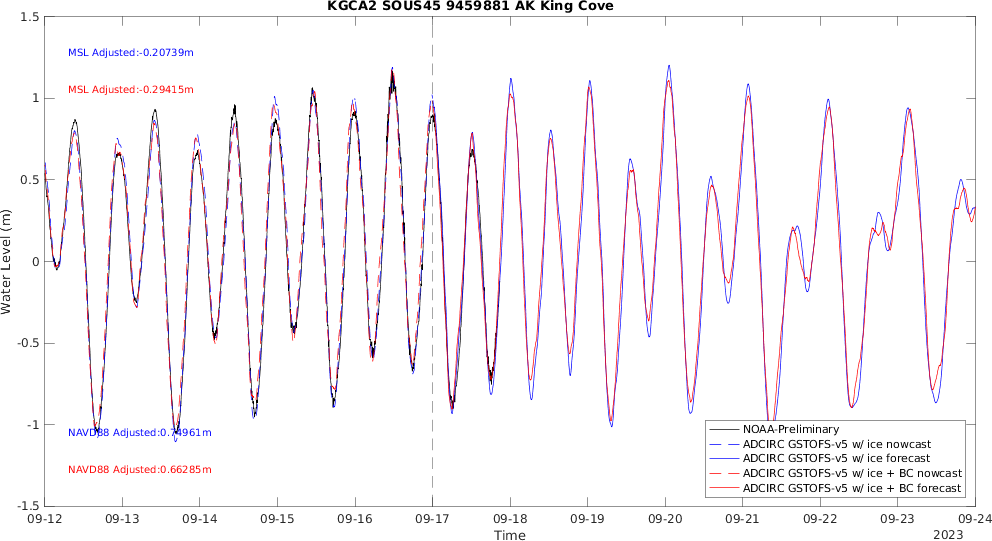 KGCA2 SOUS45 9459881 AK King Cove
1.5
MSL Adjusted:-0.20739m
MSL Adjusted:-0.29415m
1
0.5
Water Level (m)
0
-0.5
-1
NAVD88 Adjusted:0.74961m
NAVD88 Adjusted:0.66285m
-1.5
NOAA-Preliminary
ADCIRC GSTOFS-v5 w/ ice nowcast
ADCIRC GSTOFS-v5 w/ ice forecast
ADCIRC GSTOFS-v5 w/ ice + BC nowcast
ADCIRC GSTOFS-v5 w/ ice + BC forecast
09-12 09-13 09-14 09-15 09-16 09-17 09-18 09-19 09-20 09-21 09-22 09-23 09-24
Time
2023